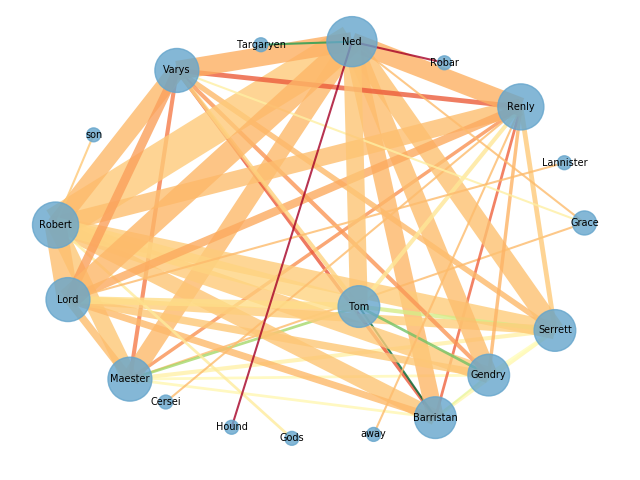 Ned
Targaryen
Robar
Varys
Renly
son
Lannister
Robert
Grace
Lord
Tom
Serrett
Maester
Gendry
Cersei
Barristan
Hound
away
Gods